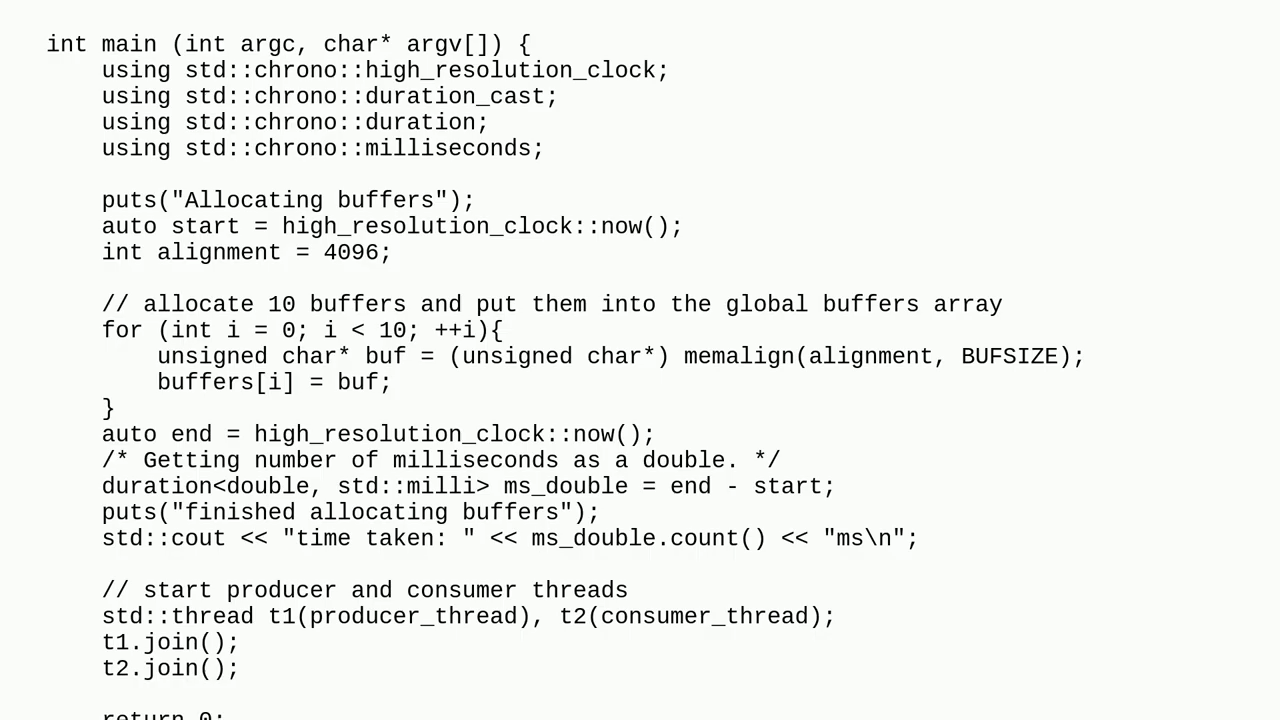 int main (int argc, char* argv[]) {
    using std::chrono::high_resolution_clock;
    using std::chrono::duration_cast;
    using std::chrono::duration;
    using std::chrono::milliseconds;

    puts("Allocating buffers");
    auto start = high_resolution_clock::now();
    int alignment = 4096;

    // allocate 10 buffers and put them into the global buffers array
    for (int i = 0; i < 10; ++i){
        unsigned char* buf = (unsigned char*) memalign(alignment, BUFSIZE);
        buffers[i] = buf;
    }
    auto end = high_resolution_clock::now();
    /* Getting number of milliseconds as a double. */
    duration<double, std::milli> ms_double = end - start;
    puts("finished allocating buffers");
    std::cout << "time taken: " << ms_double.count() << "ms\n";

    // start producer and consumer threads
    std::thread t1(producer_thread), t2(consumer_thread);
    t1.join();
    t2.join();

    return 0;